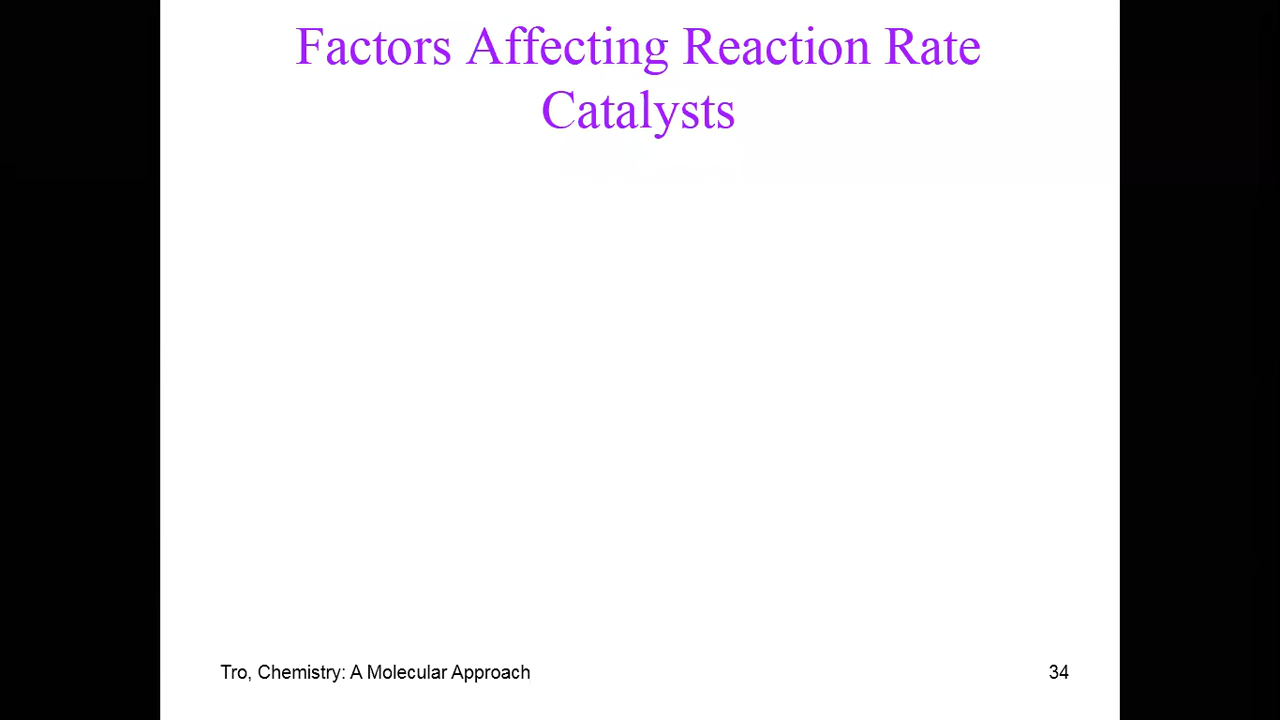 Factors Affecting Reaction Rate
Catalysts
Tro, Chemistry: A Molecular Approach
34